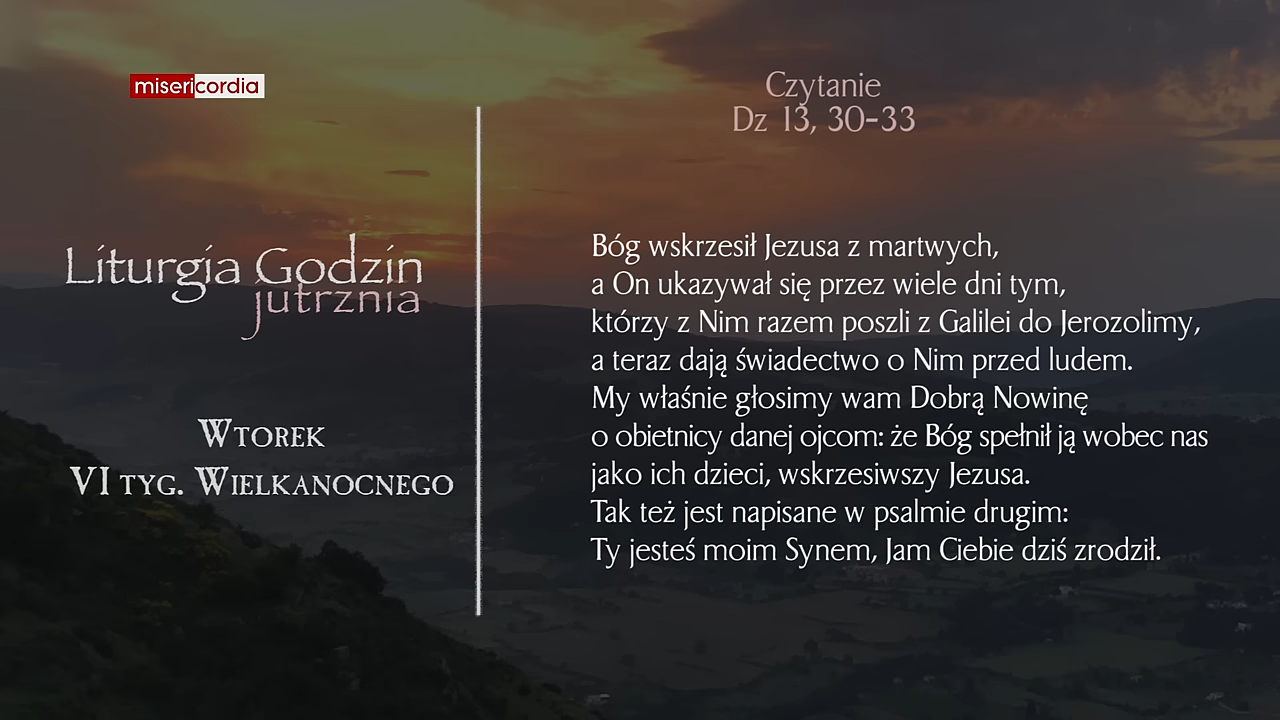 misericordia
Liturgia Godzin
jutrznia
Wtorek
VI tyg. Wielkanocnego
Czytanie
Dz 13, 30-33
Bóg wskrzesił Jezusa z martwych,
a On ukazywał się przez wiele dni tym,
którzy z Nim razem poszli z Galilei do Jerozolimy,
a teraz dają świadectwo o Nim przed ludem.
My właśnie głosimy wam Dobrą Nowinę
o obietnicy danej ojcom: że Bóg spełnił ją wobec nas
jako ich dzieci, wskrzesiwszy Jezusa.
Tak też jest napisane w psalmie drugim:
Ty jesteś moim Synem, Jam Ciebie dziś zrodził.